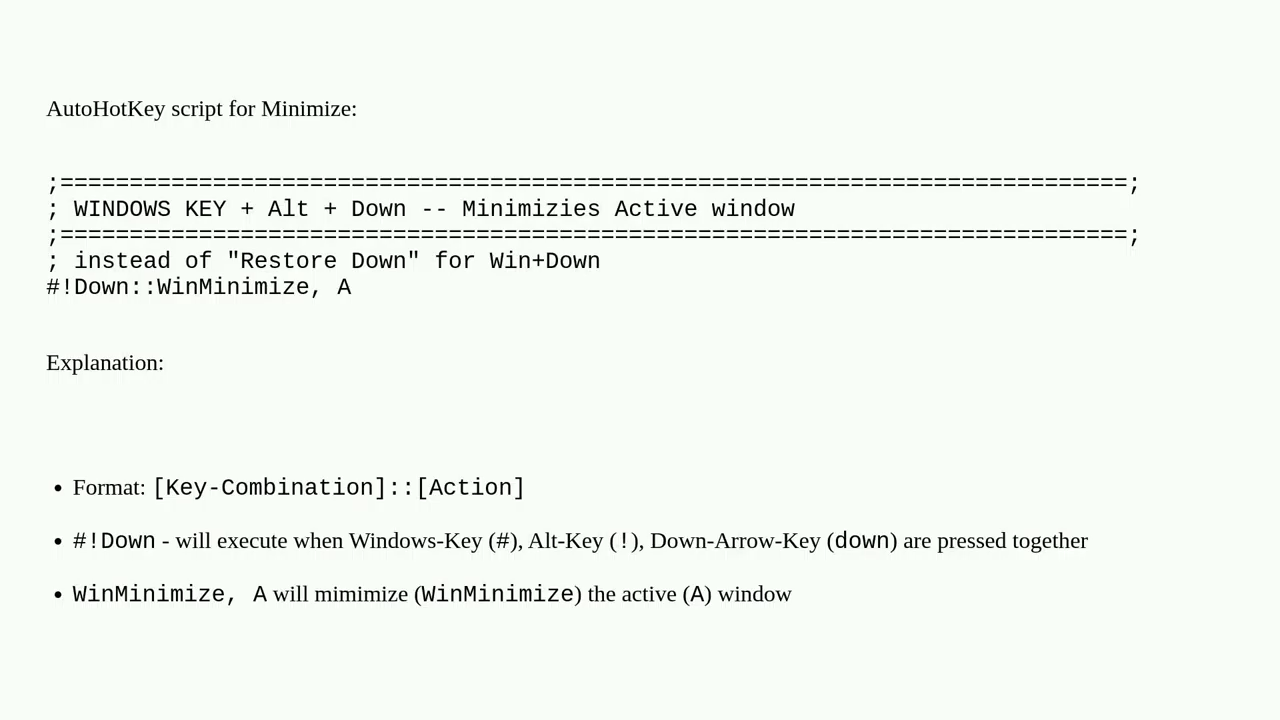 AutoHotKey script for Minimize:
;=============================================================================;
; WINDOWS KEY + Alt + Down -- Minimizies Active window
;=============================================================================;
; instead of "Restore Down" for Win+Down
#!Down::WinMinimize, A
Explanation:
• Format: [Key-Combination]::[Action]
• #!Down - will execute when Windows-Key (#), Alt-Key (!), Down-Arrow-Key (down) are pressed together
• WinMinimize, A will mimimize (WinMinimize) the active (A) window